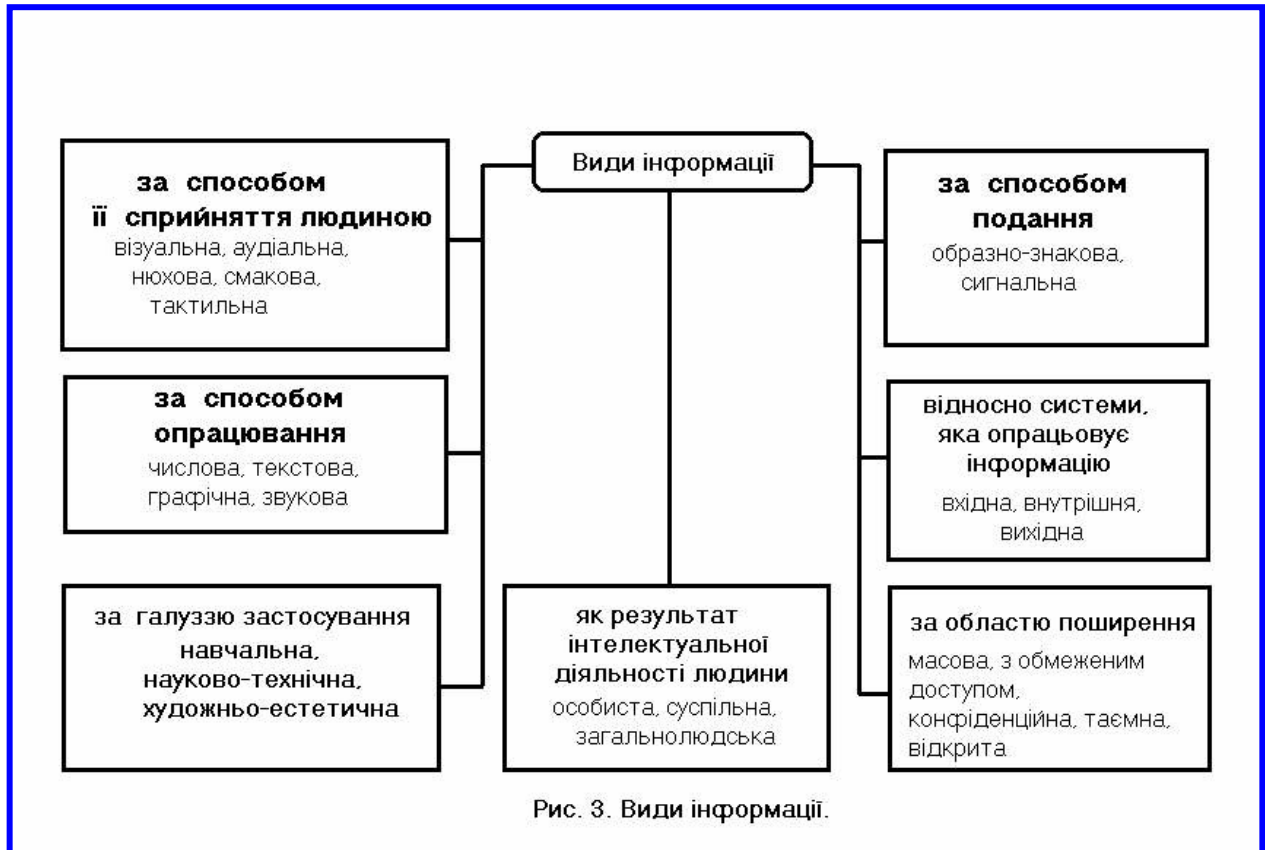 Види інформації
за способом
її сприйняття людиною
візуальна, аудіальна,
нюхова, смакова,
тактильна
за способом
опрацювання
числова, текстова,
графічна, звукова
за галуззю застосування
навчальна,
науково-технічна,
художньо-естетична
як результат
інтелектуальної
діяльності людини
особиста, суспільна,
загальнолюдська
за способом
подання
образно-знакова,
сигнальна
відносно системи,
яка опрацьовує
інформацію
вхідна, внутрішня,
вихідна
за областю поширення
масова, з обмеженим
доступом,
конфіденційна, таємна,
відкрита
Рис. 3. Види інформації.